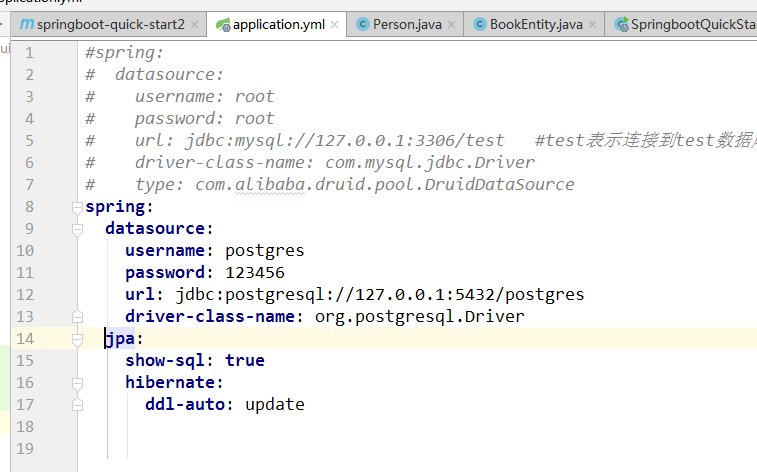 springboot-quick-start2 application.yml Person.java BookEntity.java SpringbootQuickSta
1 #spring:
2 #  datasource:
3 #    username: root
4 #    password: root
5 #    url: jdbc:mysql://127.0.0.1:3306/test   #test表示连接到test数据
6 #    driver-class-name: com.mysql.jdbc.Driver
7 #    type: com.alibaba.druid.pool.DruidDataSource
8 spring:
9   datasource:
10     username: postgres
11     password: 123456
12     url: jdbc:postgresql://127.0.0.1:5432/postgres
13     driver-class-name: org.postgresql.Driver
14   jpa:
15     show-sql: true
16     hibernate:
17       ddl-auto: update
18
19